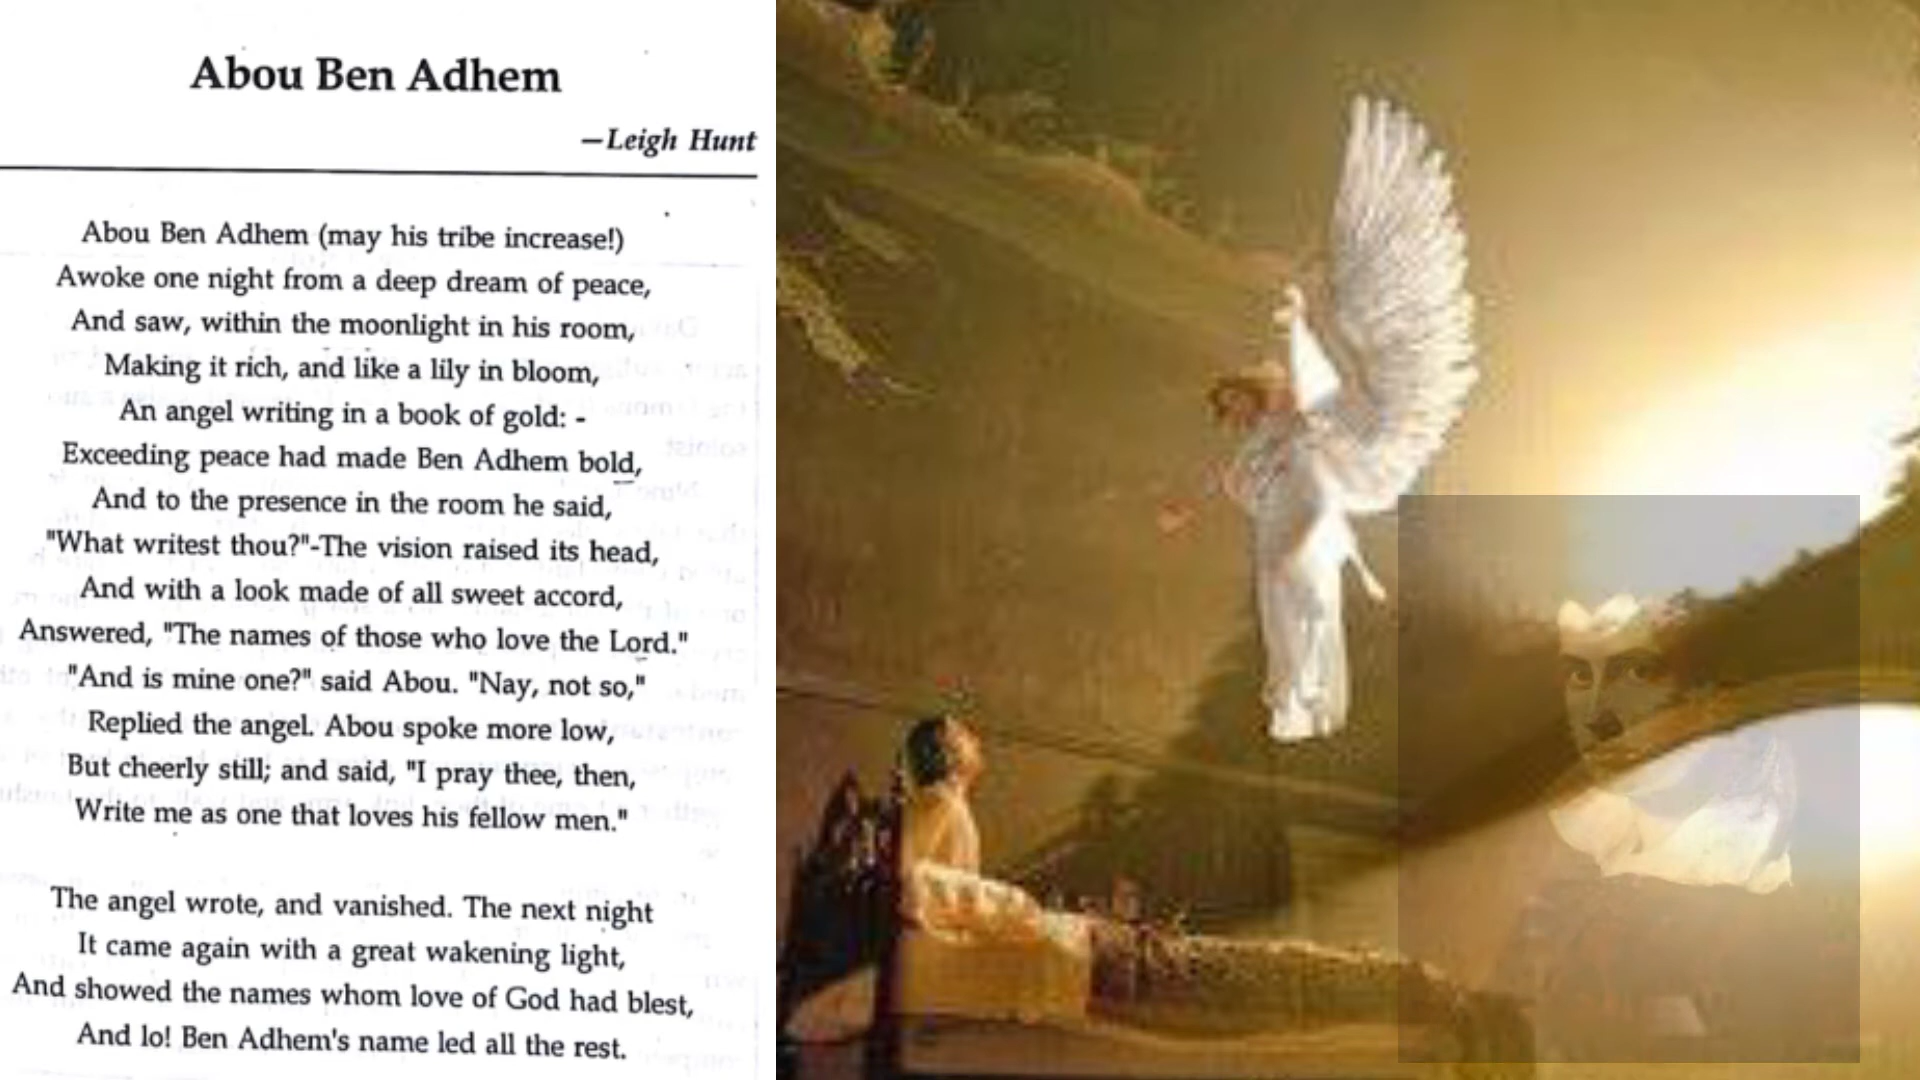 Abou Ben Adhem
—Leigh Hunt
Abou Ben Adhem (may his tribe increase!)
Awoke one night from a deep dream of peace,
And saw, within the moonlight in his room,
Making it rich, and like a lily in bloom,
An angel writing in a book of gold: -
Exceeding peace had made Ben Adhem bold,
And to the presence in the room he said,
"What writest thou?"-The vision raised its head,
And with a look made of all sweet accord,
Answered, "The names of those who love the Lord."
"And is mine one?" said Abou. "Nay, not so,"
Replied the angel. Abou spoke more low,
But cheerly still; and said, "I pray thee, then,
Write me as one that loves his fellow men."
The angel wrote, and vanished. The next night
It came again with a great wakening light,
And showed the names whom love of God had blest,
And lo! Ben Adhem's name led all the rest.